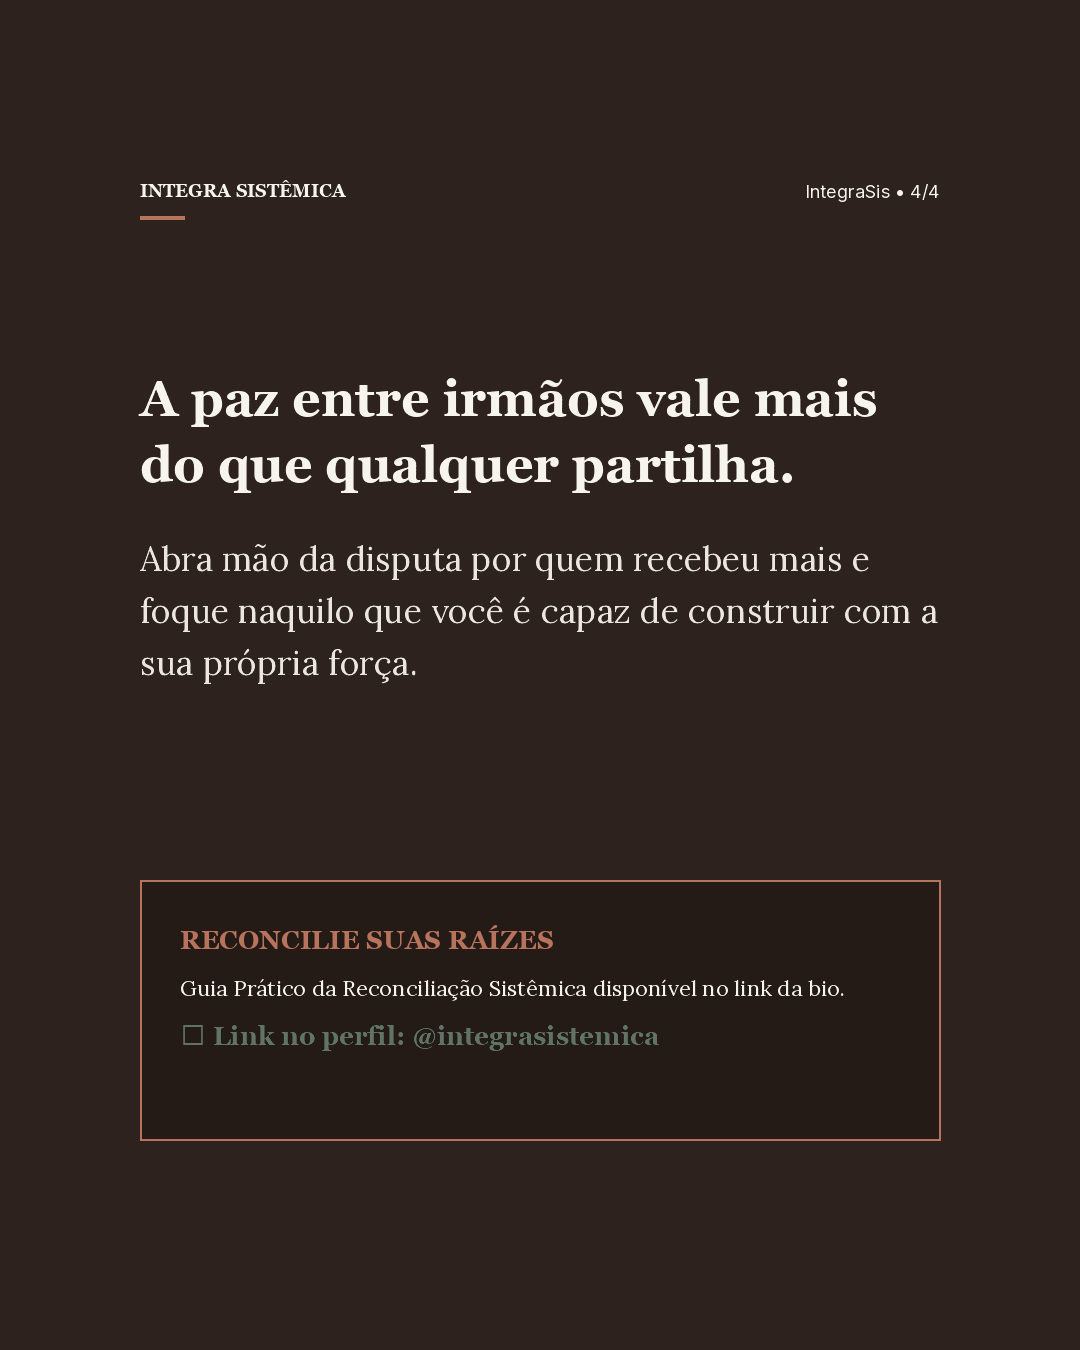 INTEGRA SISTÊMICA
IntegraSis • 4/4
A paz entre irmãos vale mais
do que qualquer partilha.
Abra mão da disputa por quem recebeu mais e
foque naquilo que você é capaz de construir com a
sua própria força.
RECONCILIE SUAS RAÍZES
Guia Prático da Reconciliação Sistêmica disponível no link da bio.
☐ Link no perfil: @integrasistemica